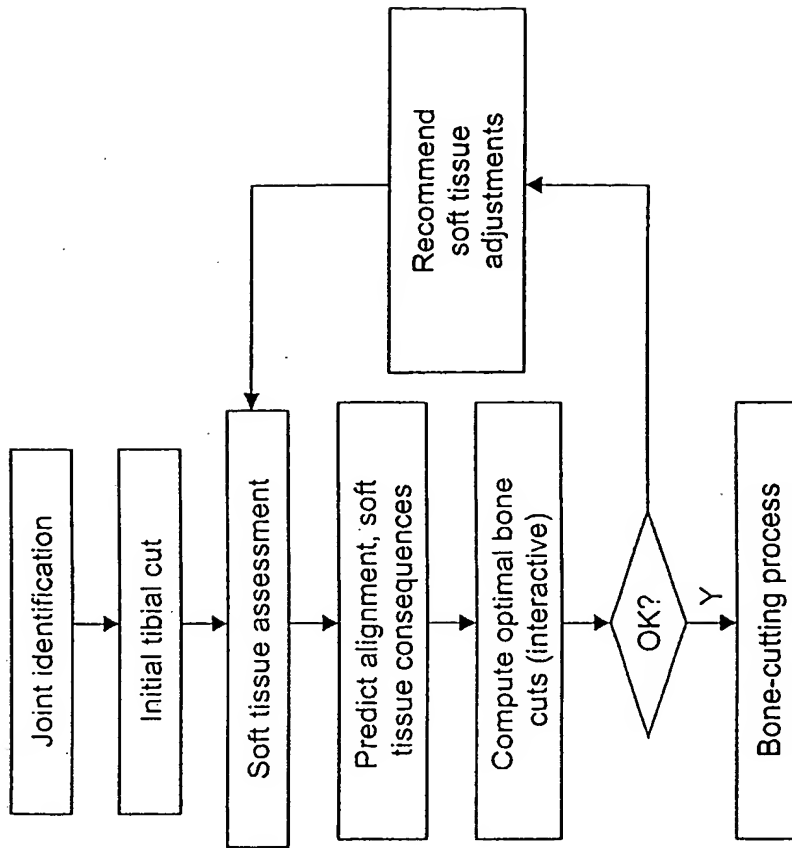 Joint identification
Initial tibial cut
Soft tissue assessment
Predict alignment, soft
tissue consequences
Compute optimal bone
cuts (interactive)
OK?
Y
Bone-cutting process
Recommend
soft tissue
adjustments